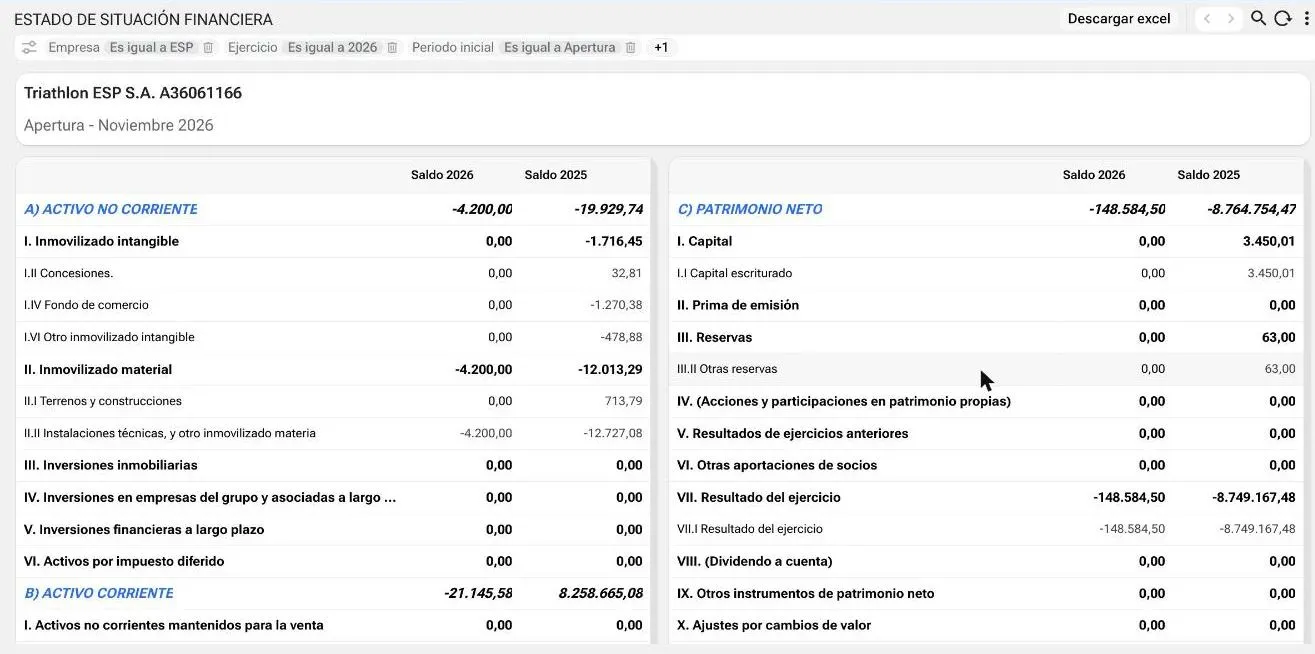 ESTADO DE SITUACIÓN FINANCIERA
Descargar excel
Empresa Es igual a ESP Ejercicio Es igual a 2026 Periodo inicial Es igual a Apertura +1
Triathlon ESP S.A. A36061166
Apertura - Noviembre 2026
Saldo 2026 Saldo 2025
A) ACTIVO NO CORRIENTE -4.200,00 -19.929,74
I. Inmovilizado intangible 0,00 -1.716,45
I.II Concesiones. 0,00 32,81
I.IV Fondo de comercio 0,00 -1.270,38
I.VI Otro inmovilizado intangible 0,00 -478,88
II. Inmovilizado material -4.200,00 -12.013,29
II.I Terrenos y construcciones 0,00 713,79
II.II Instalaciones técnicas, y otro inmovilizado materia -4.200,00 -12.727,08
III. Inversiones inmobiliarias 0,00 0,00
IV. Inversiones en empresas del grupo y asociadas a largo ... 0,00 0,00
V. Inversiones financieras a largo plazo 0,00 0,00
VI. Activos por impuesto diferido 0,00 0,00
B) ACTIVO CORRIENTE -21.145,58 8.258.665,08
I. Activos no corrientes mantenidos para la venta 0,00 0,00
Saldo 2026 Saldo 2025
C) PATRIMONIO NETO -148.584,50 -8.764.754,47
I. Capital 0,00 3.450,01
I.I Capital escriturado 0,00 3.450,01
II. Prima de emisión 0,00 0,00
III. Reservas 0,00 63,00
III.II Otras reservas 0,00 63,00
IV. (Acciones y participaciones en patrimonio propias) 0,00 0,00
V. Resultados de ejercicios anteriores 0,00 0,00
VI. Otras aportaciones de socios 0,00 0,00
VII. Resultado del ejercicio -148.584,50 -8.749.167,48
VII.I Resultado del ejercicio -148.584,50 -8.749.167,48
VIII. (Dividendo a cuenta) 0,00 0,00
IX. Otros instrumentos de patrimonio neto 0,00 0,00
X. Ajustes por cambios de valor 0,00 0,00